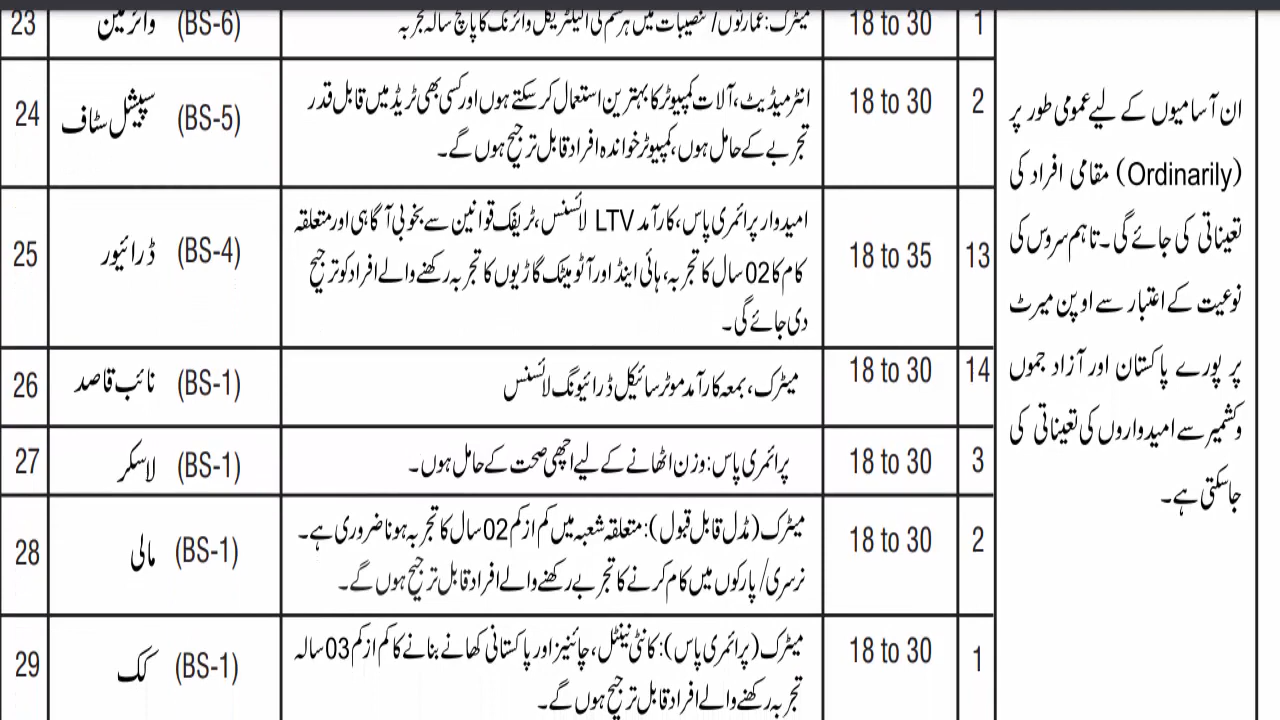 23 وائرمین (BS-6) میٹرک: عمارتوں/تنصیبات میں ہر قسم کی الیکٹریکل وائرنگ کا پانچ سالہ تجربہ 18 to 30 1
24 سپیشل سٹاف (BS-5) انٹرمیڈیٹ، آلات کمپیوٹر کا بہترین استعمال کر سکتے ہوں اور کسی بھی ٹریڈ میں قابل قدر 18 to 30 2
تجربے کے حامل ہوں، کمپیوٹر خواندہ افراد قابل ترجیح ہوں گے۔
25 ڈرائیور (BS-4) امیدوار پرائمری پاس، کارآمد LTV لائسنس، ٹریفک قوانین سے بخوبی آگاہی اور متعلقہ 18 to 35 13
کام کا 02 سال کا تجربہ، ہائی اینڈ اور آٹومیٹک گاڑیوں کا تجربہ رکھنے والے افراد کو ترجیح
دی جائے گی۔
26 نائب قاصد (BS-1) میٹرک، بمعہ کارآمد موٹر سائیکل ڈرائیونگ لائسنس 18 to 30 14
27 لاسکر (BS-1) پرائمری پاس: وزن اٹھانے کے لیے اچھی صحت کے حامل ہوں۔ 18 to 30 3
28 مالی (BS-1) میٹرک (مڈل قابل قبول): متعلقہ شعبہ میں کم از کم 02 سال کا تجربہ ہونا ضروری ہے۔ 18 to 30 2
نرسری/پارکوں میں کام کرنے کا تجربے رکھنے والے افراد قابل ترجیح ہوں گے۔
29 کک (BS-1) میٹرک (پرائمری پاس): کانٹی نینٹل، چائنیز اور پاکستانی کھانے بنانے کا کم از کم 03 سالہ 18 to 30 1
تجربہ رکھنے والے افراد قابل ترجیح ہوں گے۔
ان آسامیوں کے لیے عمومی طور پر
(Ordinarily) مقامی افراد کی
تعیناتی کی جائے گی۔ تاہم سروس کی
نوعیت کے اعتبار سے اوپن میرٹ
پر پورے پاکستان اور آزاد جموں
وکشمیر سے امیدواروں کی تعیناتی کی
جاسکتی ہے۔